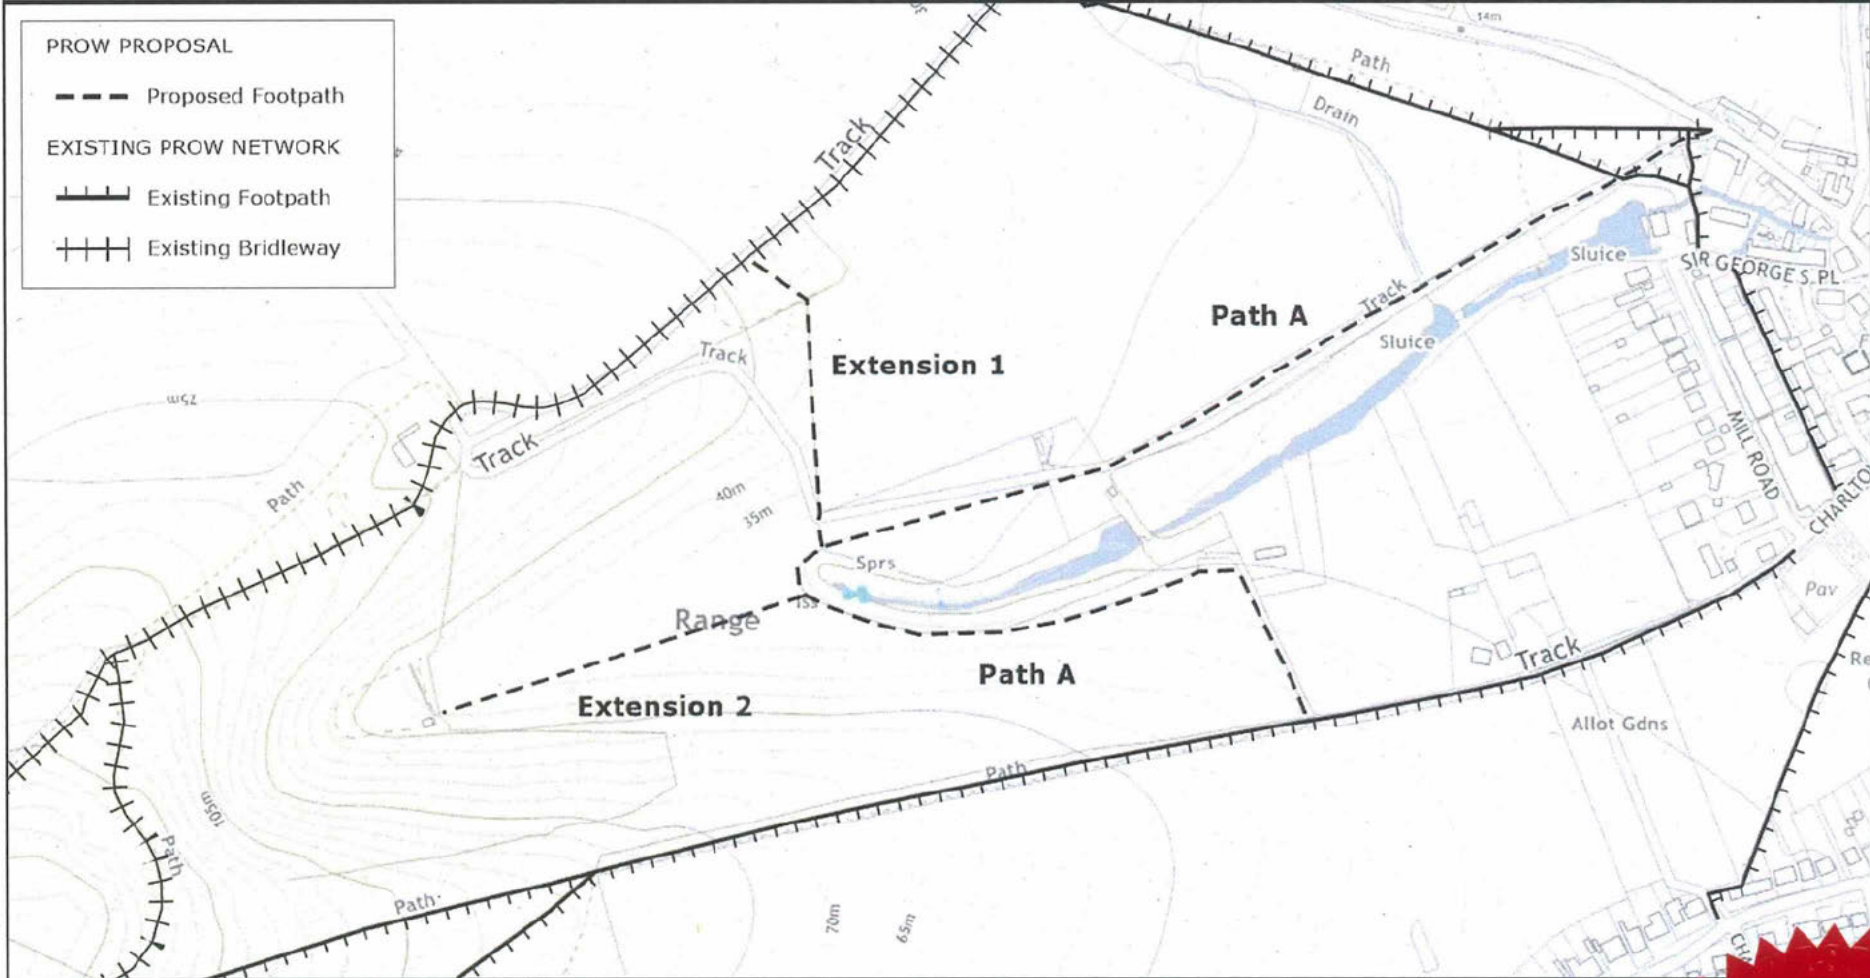 PROW PROPOSAL
Proposed Footpath
EXISTING PROW NETWORK
Existing Footpath
Existing Bridleway
14m
Path
Drain
Track
Sluice
SIR GEORGE S PL
Track
Path A
Sluice
Track
Extension 1
75m
Track
MILL ROAD
Path
40m
35m
Sprs
Iss
Range
Pav
Track
Path A
Extension 2
Allot Gdns
Path
105m
Path
Path
70m
65m